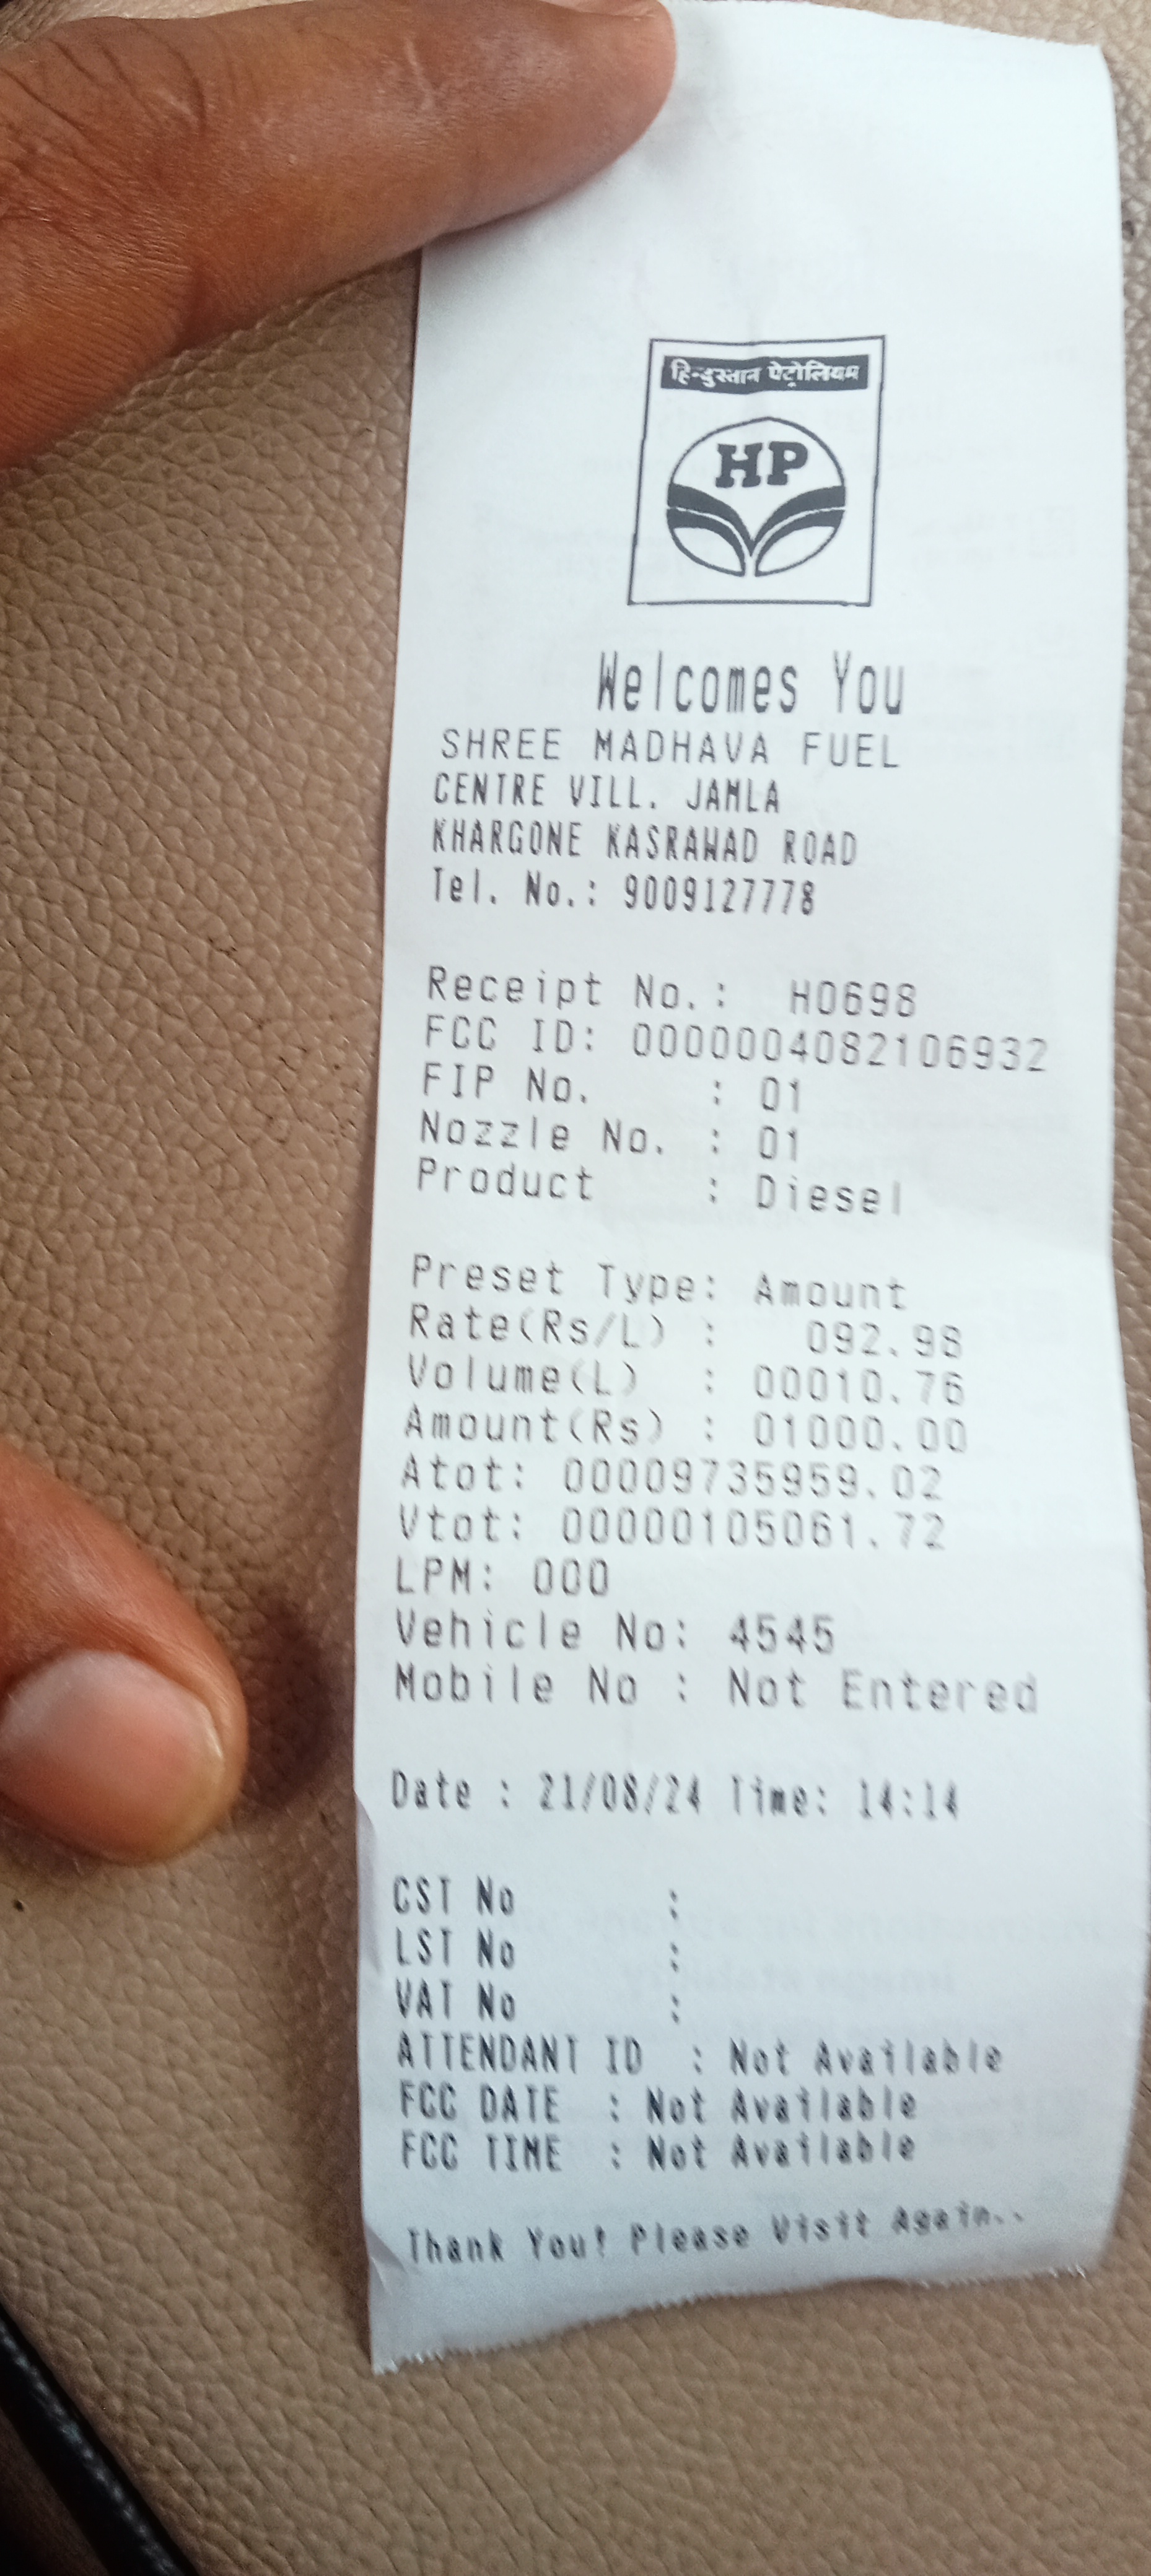 हिन्दुस्तान पेट्रोलियम
HP
Welcomes You
SHREE MADHAVA FUEL
CENTRE VILL. JAMLA
KHARGONE KASRAWAD ROAD
Tel. No.: 9009127778
Receipt No.: H0698
FCC ID: 0000004082106932
FIP No. : 01
Nozzle No. : 01
Product : Diesel
Preset Type: Amount
Rate(Rs/L) : 092.98
Volume(L) : 00010.76
Amount(Rs) : 01000.00
Atot: 00009735959.02
Vtot: 00000105061.72
LPM: 000
Vehicle No: 4545
Mobile No : Not Entered
Date : 21/08/24 Time: 14:14
CST No :
LST No :
VAT No :
ATTENDANT ID : Not Available
FCC DATE : Not Available
FCC TIME : Not Available
Thank You! Please Visit Again..